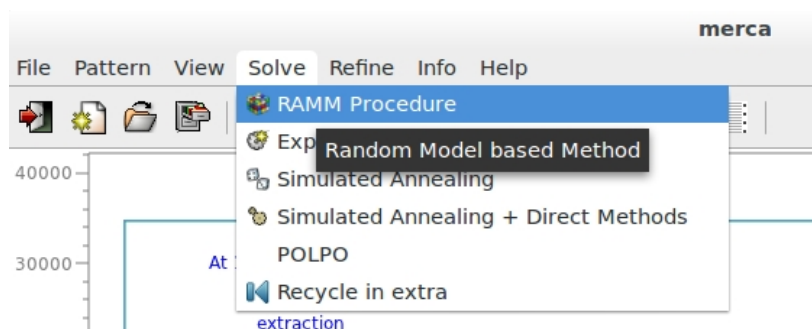 merca
File Pattern View Solve Refine Info Help
RAMM Procedure
Random Model based Method
40000
Simulated Annealing
Simulated Annealing + Direct Methods
30000
At
POLPO
Recycle in extra
extraction